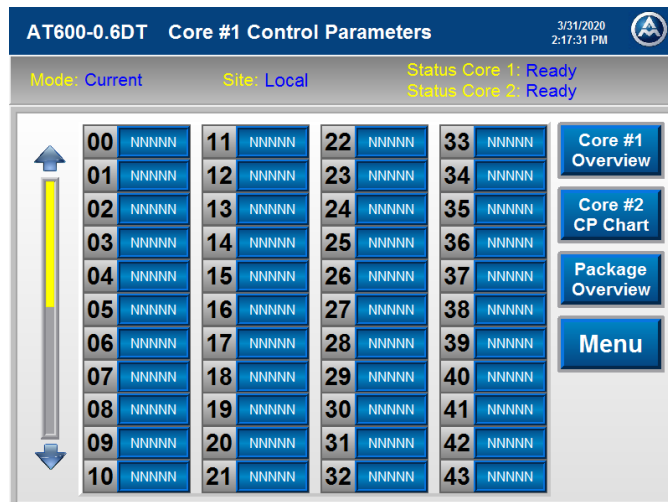 AT600-0.6DT Core #1 Control Parameters
3/31/2020
2:17:31 PM
Mode: Current Site: Local
Status Core 1: Ready
Status Core 2: Ready
00 NNNNN 11 NNNNN 22 NNNNN 33 NNNNN
01 NNNNN 12 NNNNN 23 NNNNN 34 NNNNN
02 NNNNN 13 NNNNN 24 NNNNN 35 NNNNN
03 NNNNN 14 NNNNN 25 NNNNN 36 NNNNN
04 NNNNN 15 NNNNN 26 NNNNN 37 NNNNN
05 NNNNN 16 NNNNN 27 NNNNN 38 NNNNN
06 NNNNN 17 NNNNN 28 NNNNN 39 NNNNN
07 NNNNN 18 NNNNN 29 NNNNN 40 NNNNN
08 NNNNN 19 NNNNN 30 NNNNN 41 NNNNN
09 NNNNN 20 NNNNN 31 NNNNN 42 NNNNN
10 NNNNN 21 NNNNN 32 NNNNN 43 NNNNN
Core #1
Overview
Core #2
CP Chart
Package
Overview
Menu